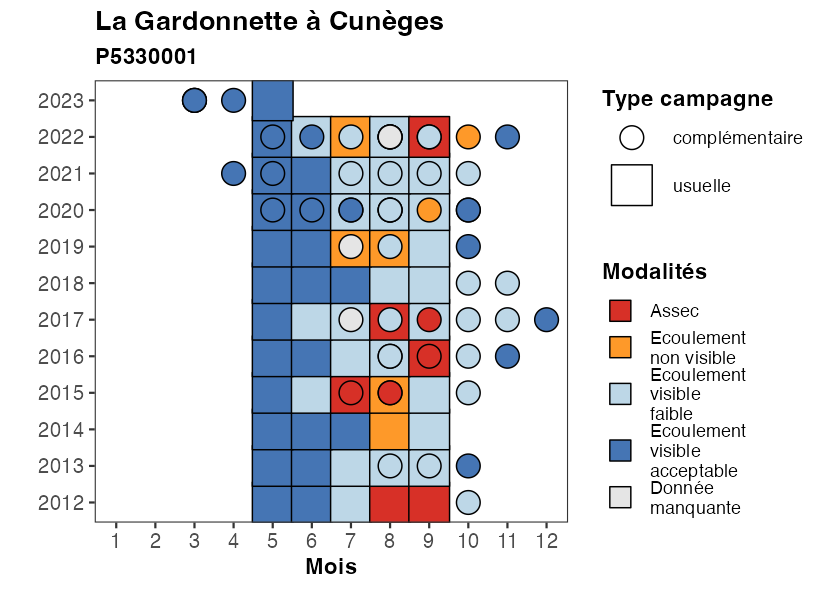 La Gardonnette à Cunèges
P5330001
2023
2022
2021
2020
2019
2018
2017
2016
2015
2014
2013
2012
1 2 3 4 5 6 7 8 9 10 11 12
Mois
Type campagne
complémentaire
usuelle
Modalités
Assec
Ecoulement
non visible
Ecoulement
visible
faible
Ecoulement
visible
acceptable
Donnée
manquante